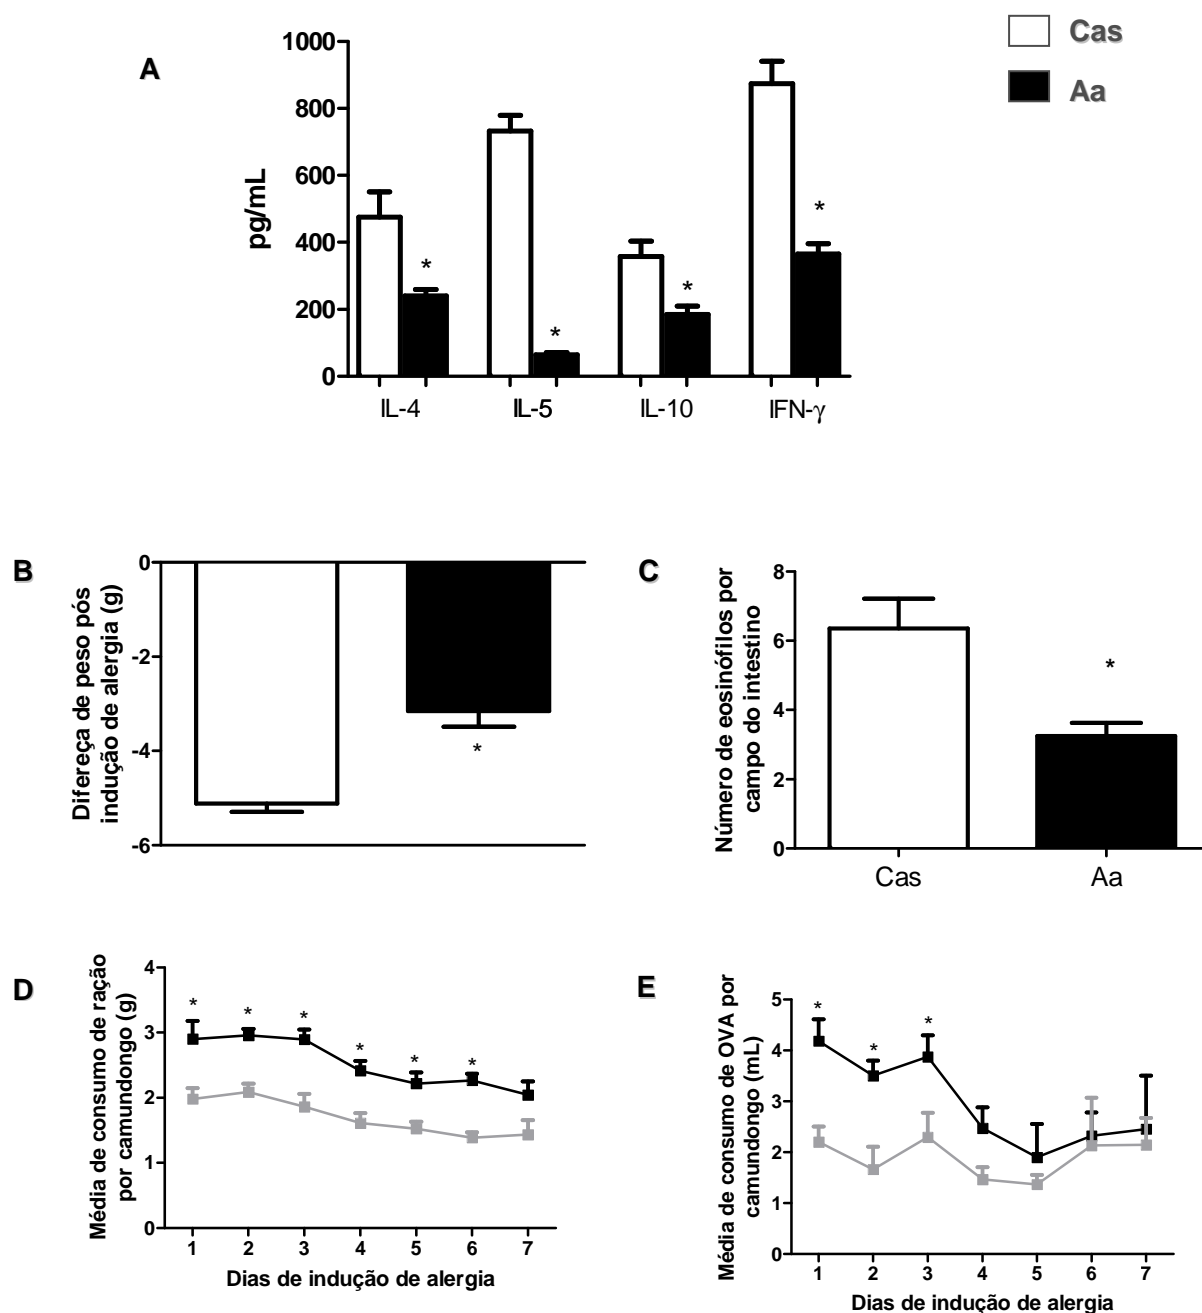 Cas
Aa
A
pg/mL
1000
800
600
400
200
0
*
*
*
*
IL-4 IL-5 IL-10 IFN-γ
B
Difereça de peso pós
indução de alergia (g)
0
-2
-4
-6
*
C
Número de eosinófilos por
campo do intestino
8
6
4
2
0
*
Cas Aa
D
Média de consumo de ração
por camundongo (g)
4
3
2
1
0
* * * * * *
1 2 3 4 5 6 7
Dias de indução de alergia
E
Média de consumo de OVA por
camundongo (mL)
5
4
3
2
1
0
* * *
1 2 3 4 5 6 7
Dias de indução de alergia